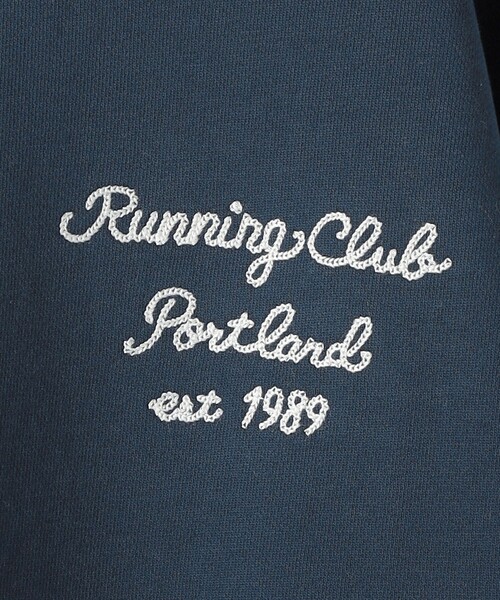 Running Club
Portland
est 1989